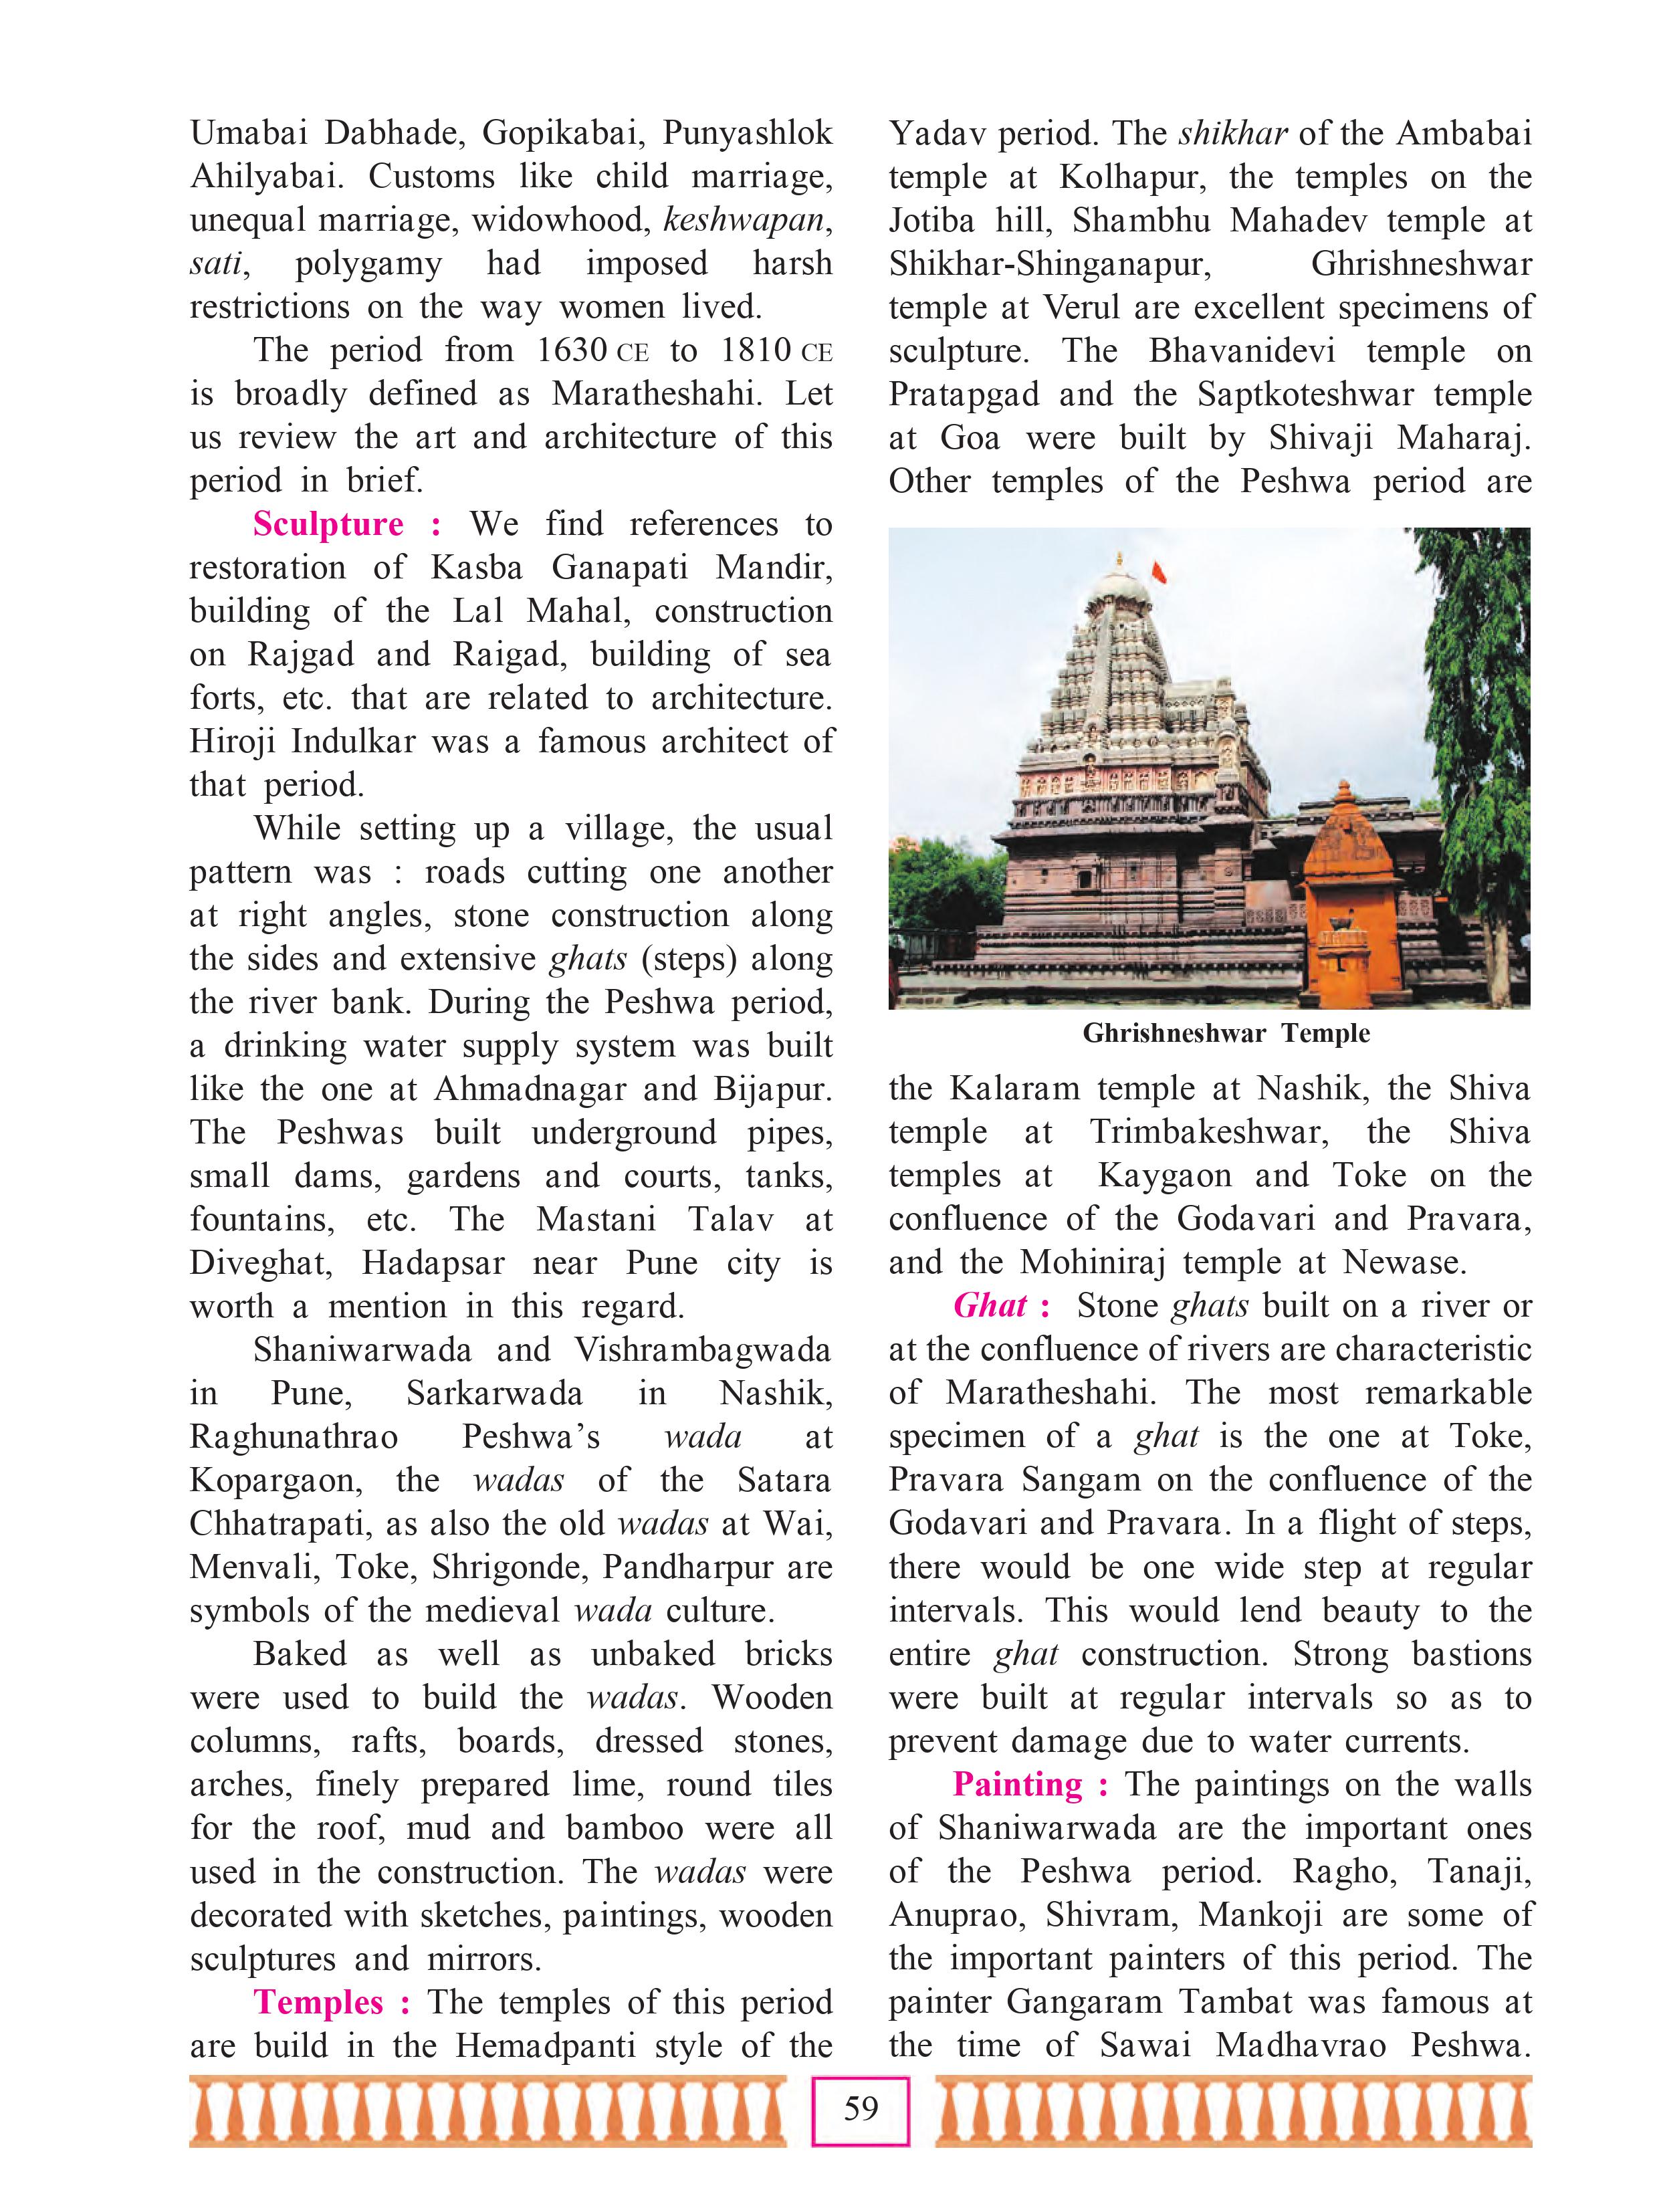 Umabai Dabhade, Gopikabai, Punyashlok
Ahilyabai. Customs like child marriage,
unequal marriage, widowhood, keshwapan,
sati, polygamy had imposed harsh
restrictions on the way women lived.
The period from 1630 CE to 1810 CE
is broadly defined as Maratheshahi. Let
us review the art and architecture of this
period in brief.
Sculpture : We find references to
restoration of Kasba Ganapati Mandir,
building of the Lal Mahal, construction
on Rajgad and Raigad, building of sea
forts, etc. that are related to architecture.
Hiroji Indulkar was a famous architect of
that period.
While setting up a village, the usual
pattern was : roads cutting one another
at right angles, stone construction along
the sides and extensive ghats (steps) along
the river bank. During the Peshwa period,
a drinking water supply system was built
like the one at Ahmadnagar and Bijapur.
The Peshwas built underground pipes,
small dams, gardens and courts, tanks,
fountains, etc. The Mastani Talav at
Diveghat, Hadapsar near Pune city is
worth a mention in this regard.
Shaniwarwada and Vishrambagwada
in Pune, Sarkarwada in Nashik,
Raghunathrao Peshwa’s wada at
Kopargaon, the wadas of the Satara
Chhatrapati, as also the old wadas at Wai,
Menvali, Toke, Shrigonde, Pandharpur are
symbols of the medieval wada culture.
Baked as well as unbaked bricks
were used to build the wadas. Wooden
columns, rafts, boards, dressed stones,
arches, finely prepared lime, round tiles
for the roof, mud and bamboo were all
used in the construction. The wadas were
decorated with sketches, paintings, wooden
sculptures and mirrors.
Temples : The temples of this period
are build in the Hemadpanti style of the
Yadav period. The shikhar of the Ambabai
temple at Kolhapur, the temples on the
Jotiba hill, Shambhu Mahadev temple at
Shikhar-Shinganapur, Ghrishneshwar
temple at Verul are excellent specimens of
sculpture. The Bhavanidevi temple on
Pratapgad and the Saptkoteshwar temple
at Goa were built by Shivaji Maharaj.
Other temples of the Peshwa period are
Ghrishneshwar Temple
the Kalaram temple at Nashik, the Shiva
temple at Trimbakeshwar, the Shiva
temples at Kaygaon and Toke on the
confluence of the Godavari and Pravara,
and the Mohiniraj temple at Newase.
Ghat : Stone ghats built on a river or
at the confluence of rivers are characteristic
of Maratheshahi. The most remarkable
specimen of a ghat is the one at Toke,
Pravara Sangam on the confluence of the
Godavari and Pravara. In a flight of steps,
there would be one wide step at regular
intervals. This would lend beauty to the
entire ghat construction. Strong bastions
were built at regular intervals so as to
prevent damage due to water currents.
Painting : The paintings on the walls
of Shaniwarwada are the important ones
of the Peshwa period. Ragho, Tanaji,
Anuprao, Shivram, Mankoji are some of
the important painters of this period. The
painter Gangaram Tambat was famous at
the time of Sawai Madhavrao Peshwa.
59